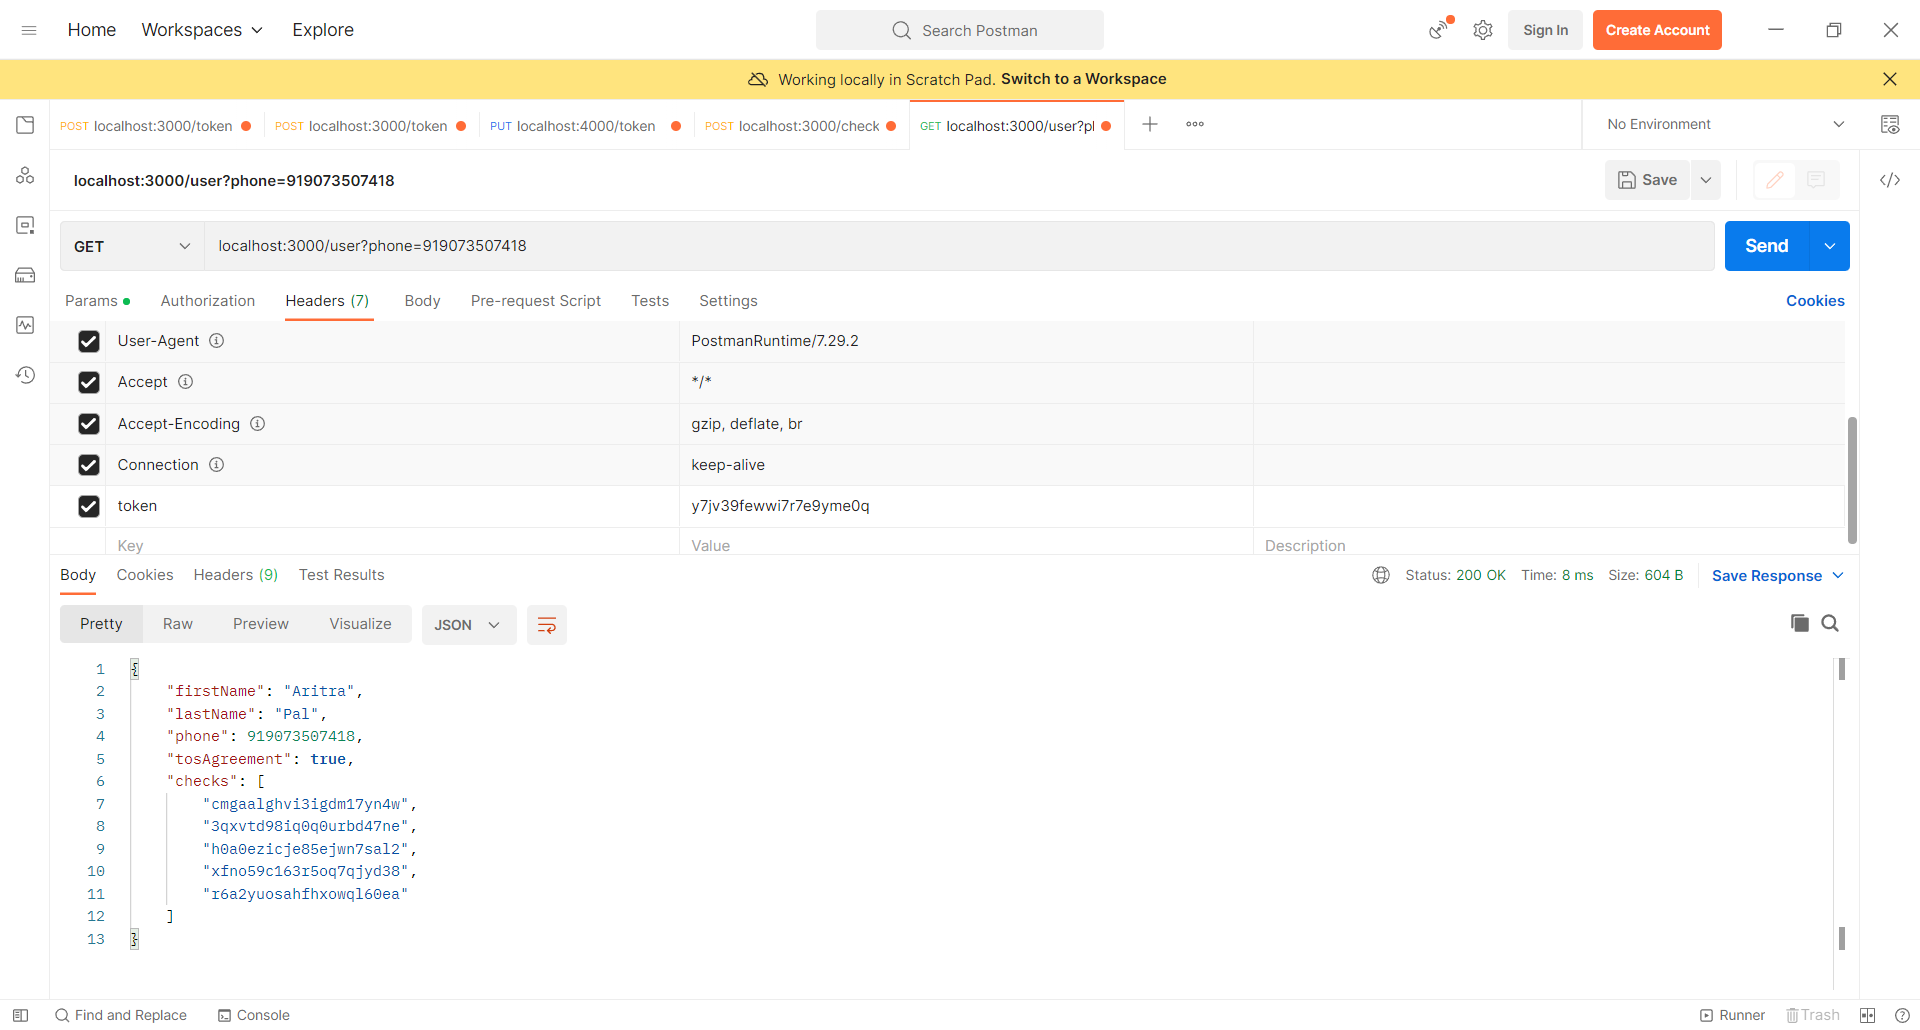 Home Workspaces Explore Search Postman Sign In Create Account
Working locally in Scratch Pad. Switch to a Workspace
POST localhost:3000/token POST localhost:3000/token PUT localhost:4000/token POST localhost:3000/check GET localhost:3000/user?pl No Environment
localhost:3000/user?phone=919073507418 Save
GET localhost:3000/user?phone=919073507418 Send
Params Authorization Headers (7) Body Pre-request Script Tests Settings Cookies
User-Agent PostmanRuntime/7.29.2
Accept */*
Accept-Encoding gzip, deflate, br
Connection keep-alive
token y7jv39fewwi7r7e9yme0q
Key Value Description
Body Cookies Headers (9) Test Results Status: 200 OK Time: 8 ms Size: 604 B Save Response
Pretty Raw Preview Visualize JSON
1 {
2 "firstName": "Aritra",
3 "lastName": "Pal",
4 "phone": 919073507418,
5 "tosAgreement": true,
6 "checks": [
7 "cmgaalghvi3igdm17yn4w",
8 "3qxvtd98iq0q0urbd47ne",
9 "h0a0ezicje85ejwn7sal2",
10 "xfno59c163r5oq7qjyd38",
11 "r6a2yuosahfhxowql60ea"
12 ]
13 }
Find and Replace Console Runner Trash